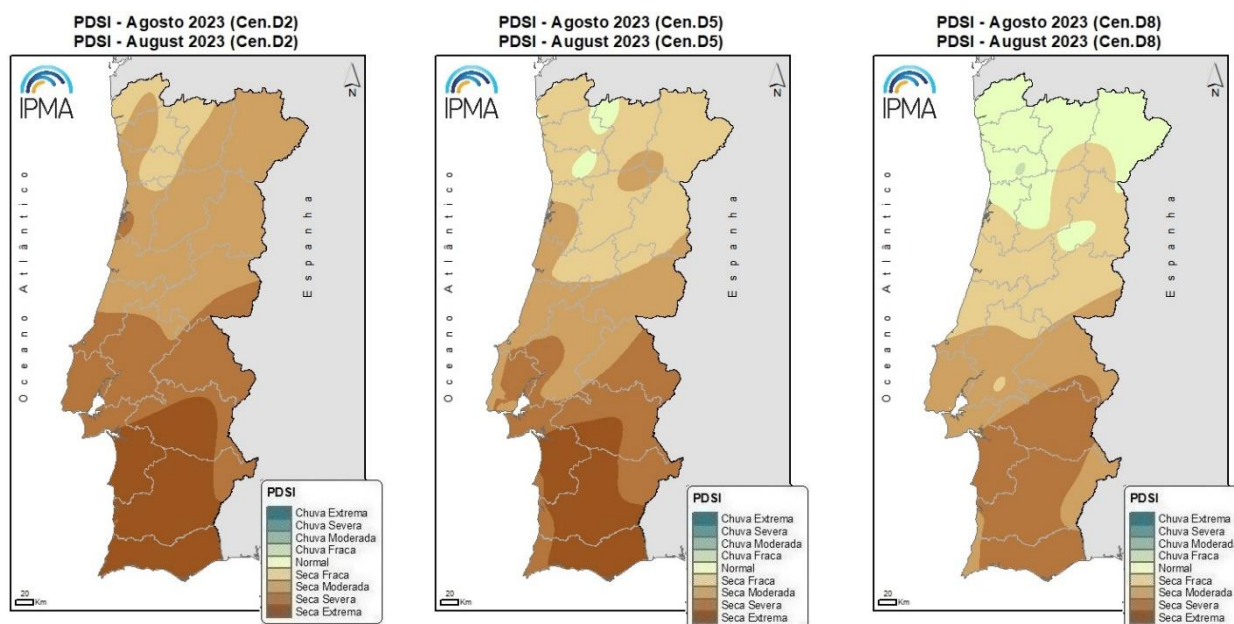 PDSI - Agosto 2023 (Cen.D2)
PDSI - August 2023 (Cen.D2)
IPMA
N
Oceano Atlântico
Espanha
PDSI
Chuva Extrema
Chuva Severa
Chuva Moderada
Chuva Fraca
Normal
Seca Fraca
Seca Moderada
Seca Severa
Seca Extrema
20
Km
PDSI - Agosto 2023 (Cen.D5)
PDSI - August 2023 (Cen.D5)
IPMA
N
Oceano Atlântico
Espanha
PDSI
Chuva Extrema
Chuva Severa
Chuva Moderada
Chuva Fraca
Normal
Seca Fraca
Seca Moderada
Seca Severa
Seca Extrema
20
Km
PDSI - Agosto 2023 (Cen.D8)
PDSI - August 2023 (Cen.D8)
IPMA
N
Oceano Atlântico
Espanha
PDSI
Chuva Extrema
Chuva Severa
Chuva Moderada
Chuva Fraca
Normal
Seca Fraca
Seca Moderada
Seca Severa
Seca Extrema
20
Km